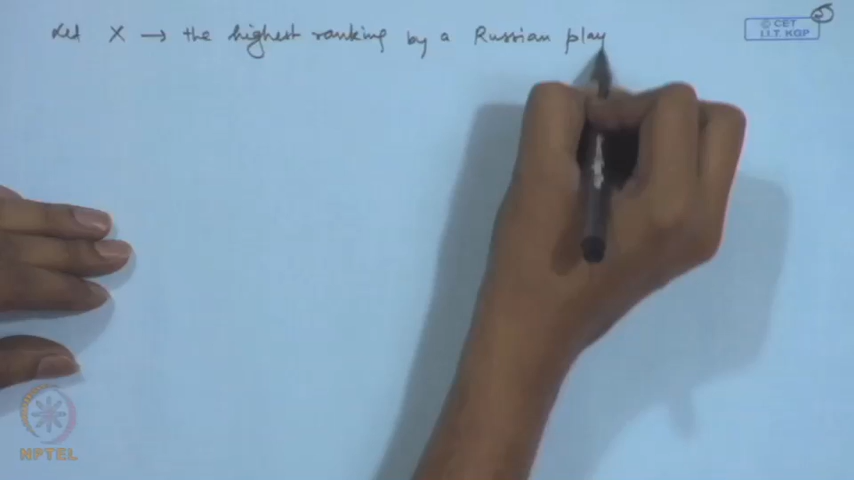 Let X → the highest ranking by a Russian play
© CET
I.I.T. KGP
NPTEL